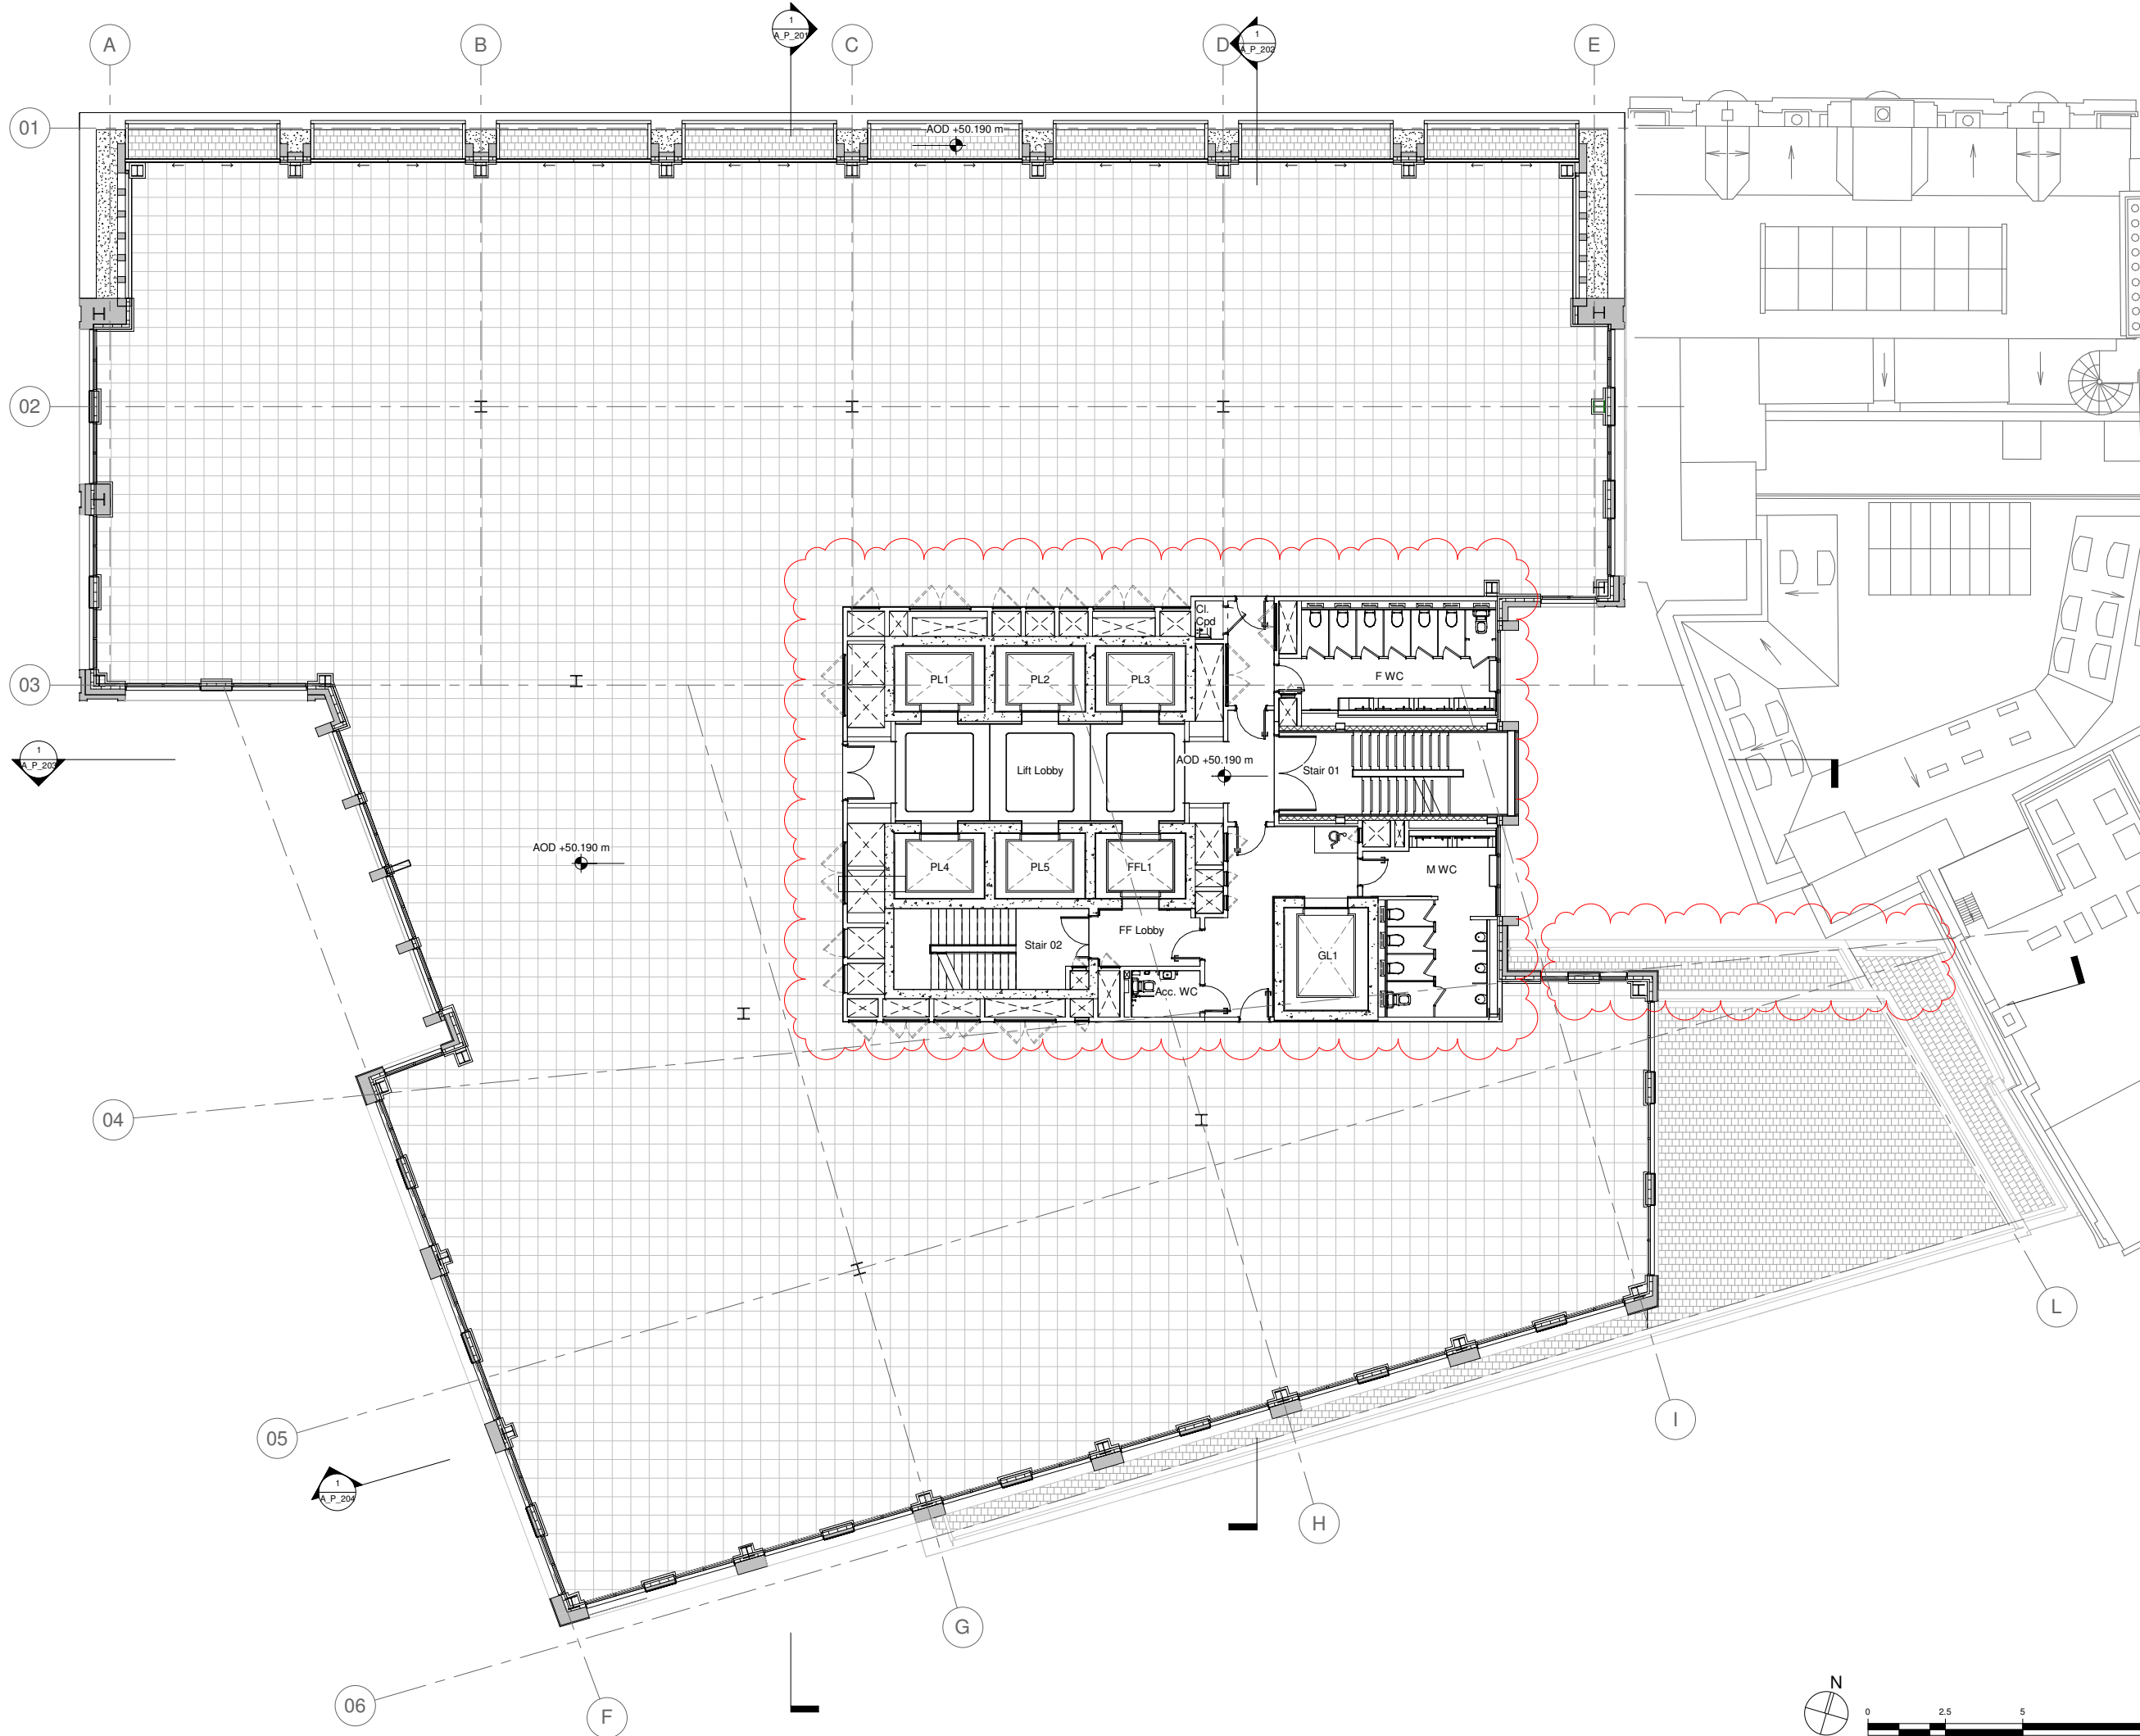 1
A_P_201
1
A_P_202
A
B
C
D
E
01
AOD +50.190 m
02
Cl.
Cpd
03
PL1
PL2
PL3
F WC
1
A_P_203
Lift Lobby
AOD +50.190 m
Stair 01
AOD +50.190 m
PL4
PL5
FFL1
M WC
FF Lobby
Stair 02
GL1
Acc. WC
04
L
I
05
1
A_P_204
H
G
06
F
N
0
2.5
5